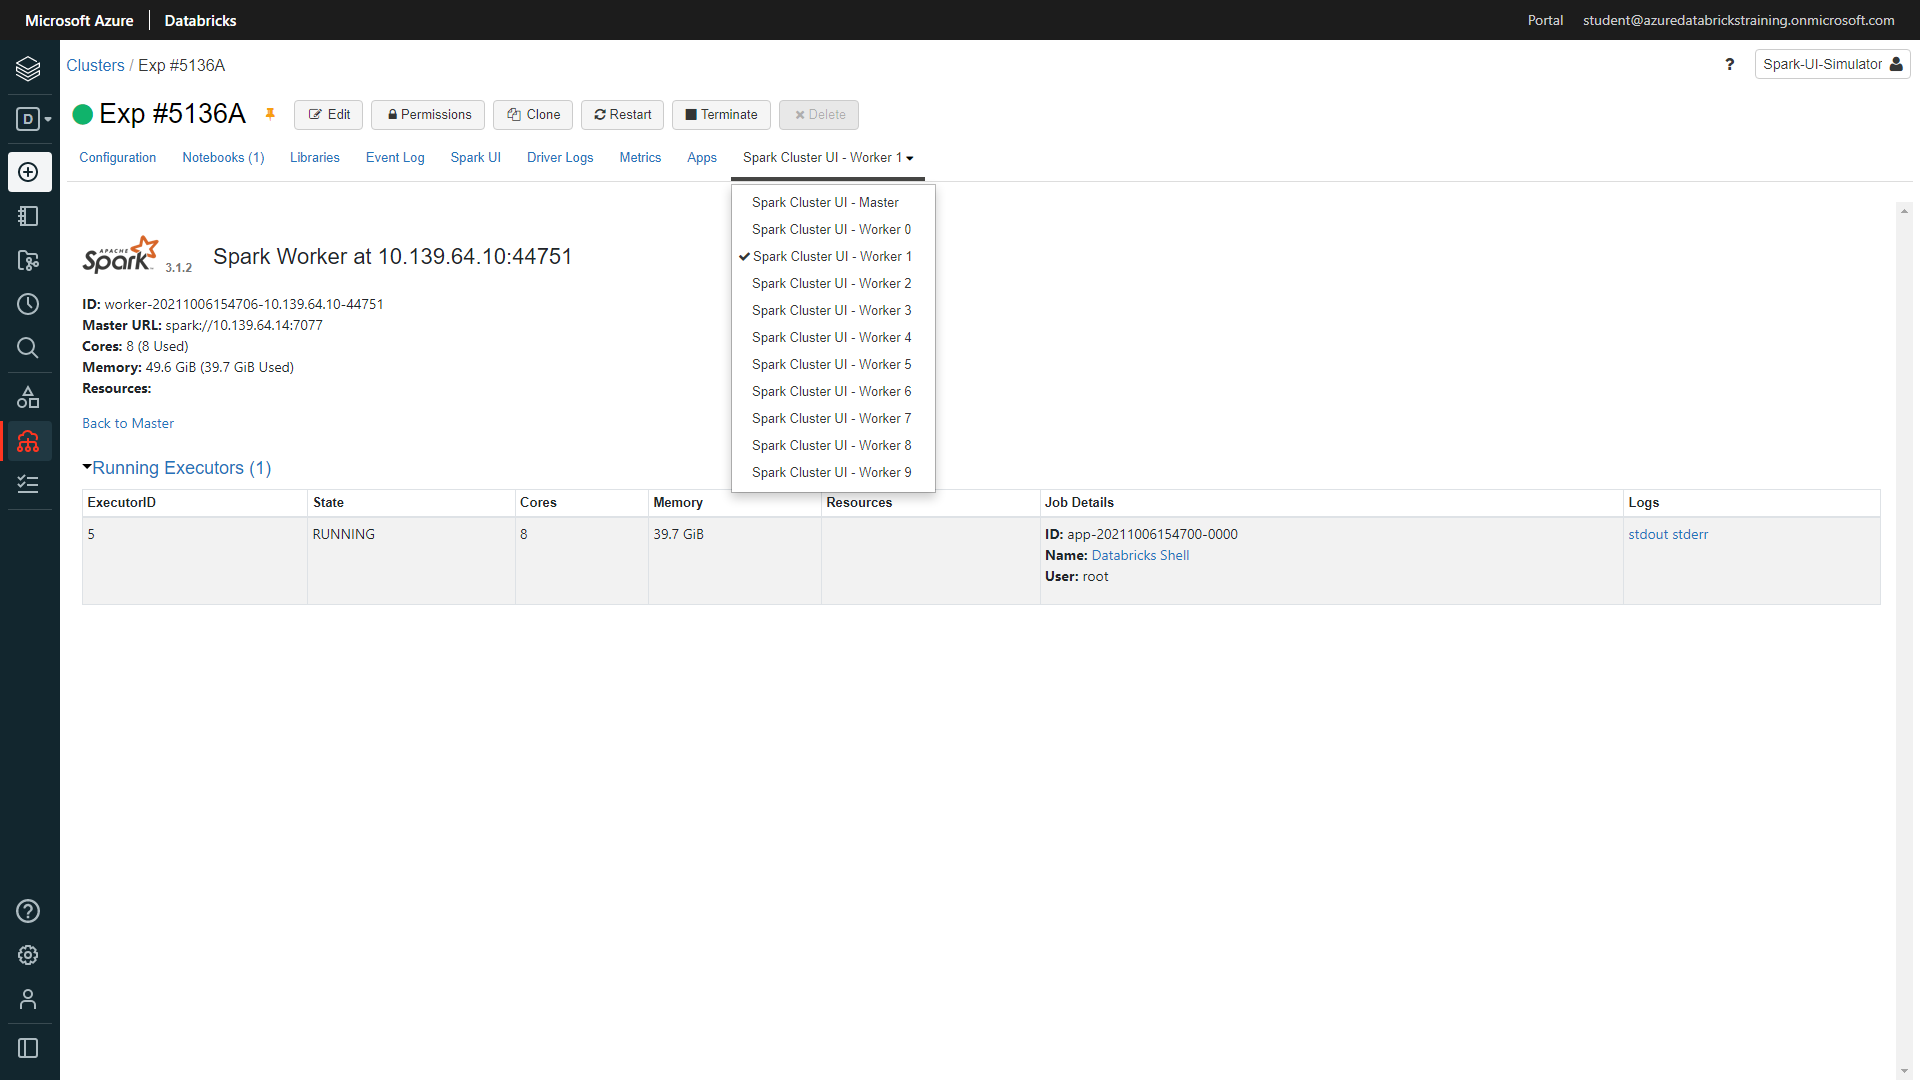 Microsoft Azure Databricks Portal student@azuredatabrickstraining.onmicrosoft.com
Clusters / Exp #5136A ? Spark-UI-Simulator
D Exp #5136A Edit Permissions Clone Restart Terminate Delete
Configuration Notebooks (1) Libraries Event Log Spark UI Driver Logs Metrics Apps Spark Cluster UI - Worker 1
Spark Cluster UI - Master
Spark Cluster UI - Worker 0
Spark Cluster UI - Worker 1
Spark Cluster UI - Worker 2
Spark Cluster UI - Worker 3
Spark Cluster UI - Worker 4
Spark Cluster UI - Worker 5
Spark Cluster UI - Worker 6
Spark Cluster UI - Worker 7
Spark Cluster UI - Worker 8
Spark Cluster UI - Worker 9
APACHE Spark 3.1.2 Spark Worker at 10.139.64.10:44751
ID: worker-20211006154706-10.139.64.10-44751
Master URL: spark://10.139.64.14:7077
Cores: 8 (8 Used)
Memory: 49.6 GiB (39.7 GiB Used)
Resources:
Back to Master
Running Executors (1)
ExecutorID State Cores Memory Resources Job Details Logs
5 RUNNING 8 39.7 GiB ID: app-20211006154700-0000 stdout stderr
Name: Databricks Shell
User: root